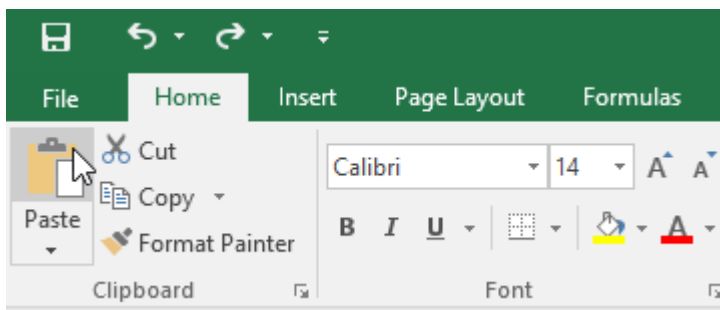 File Home Insert Page Layout Formulas
Cut
Calibri 14 A A
Copy
Paste
B I U A
Format Painter
Clipboard Font